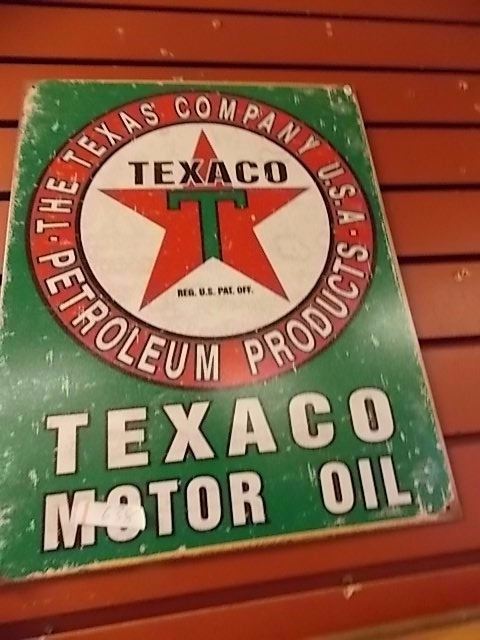 THE TEXAS COMPANY U.S.A.
PETROLEUM PRODUCTS
TEXACO
T
REG. U.S. PAT. OFF.
TEXACO
MOTOR OIL